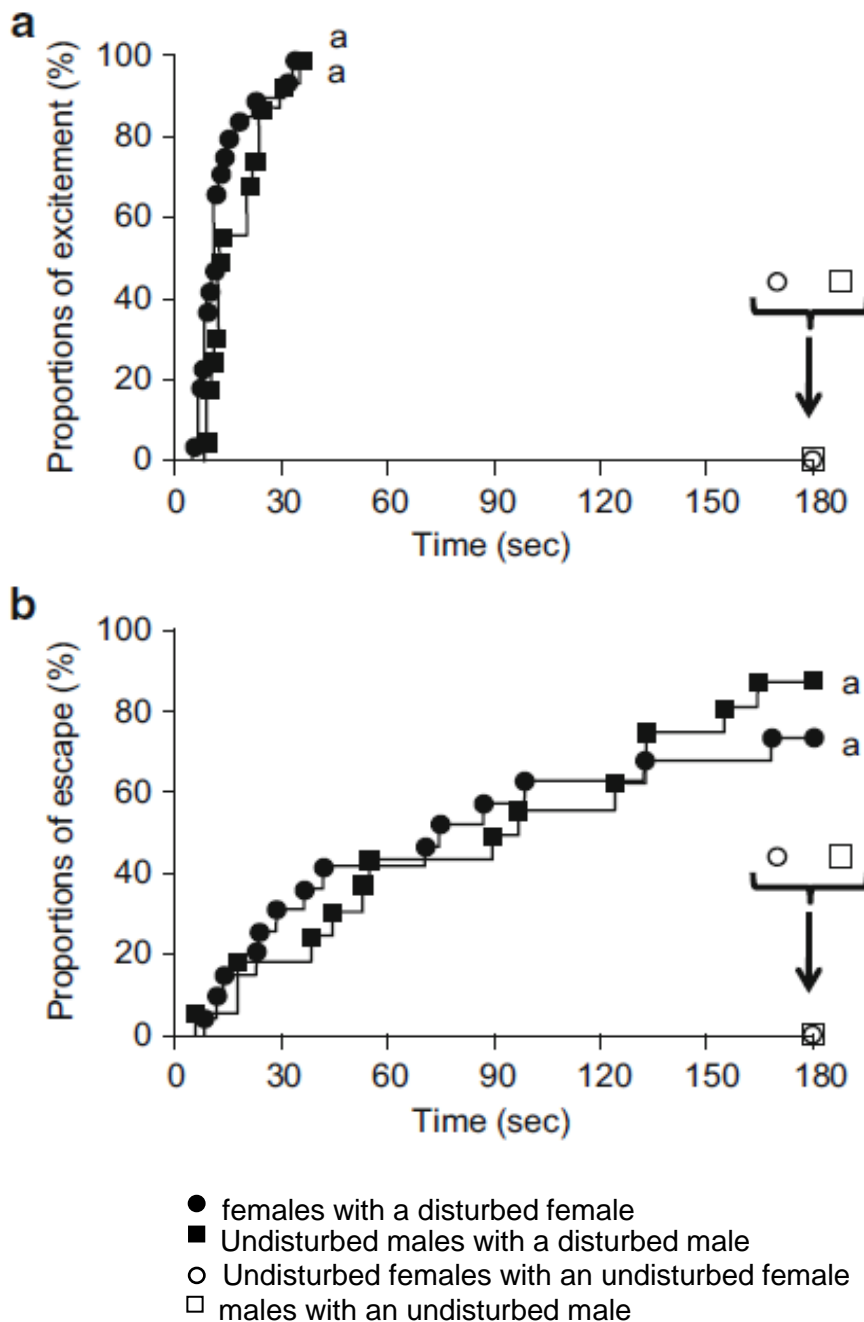 a
Proportions of excitement (%)
100
80
60
40
20
0
a
a
0 30 60 90 120 150 180
Time (sec)
b
Proportions of escape (%)
100
80
60
40
20
0
a
a
0 30 60 90 120 150 180
Time (sec)
females with a disturbed female
Undisturbed males with a disturbed male
Undisturbed females with an undisturbed female
males with an undisturbed male